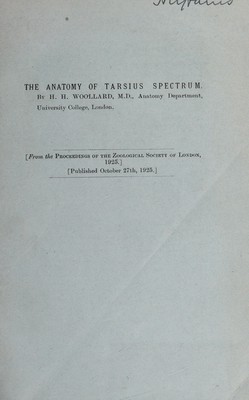 THE ANATOMY OF TARSIUS SPECTRUM.
By H. H. WOOLLARD, M.D., Anatomy Department,
University College, London.
[From the PROCEEDINGS OF THE ZOOLOGICAL SOCIETY OF LONDON,
1925.]
[Published October 27th, 1925.]